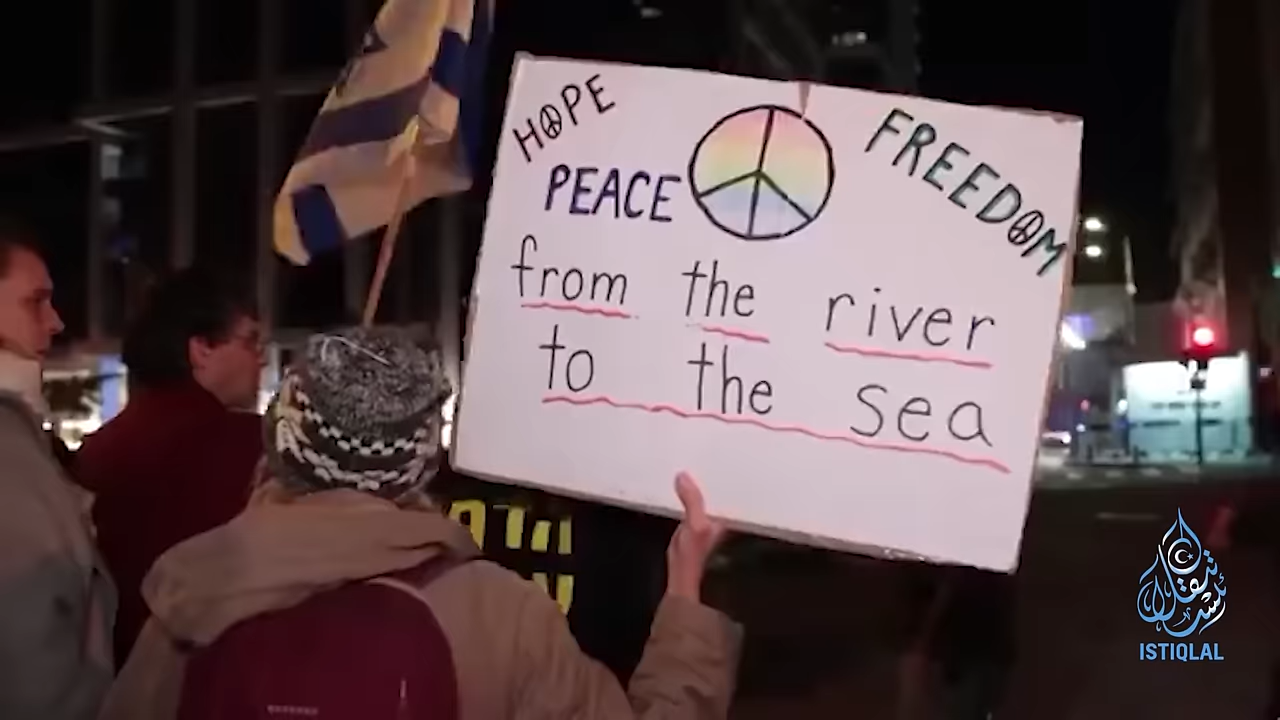 HOPE
FREEDOM
PEACE
from the river
to the sea
ISTIQLAL